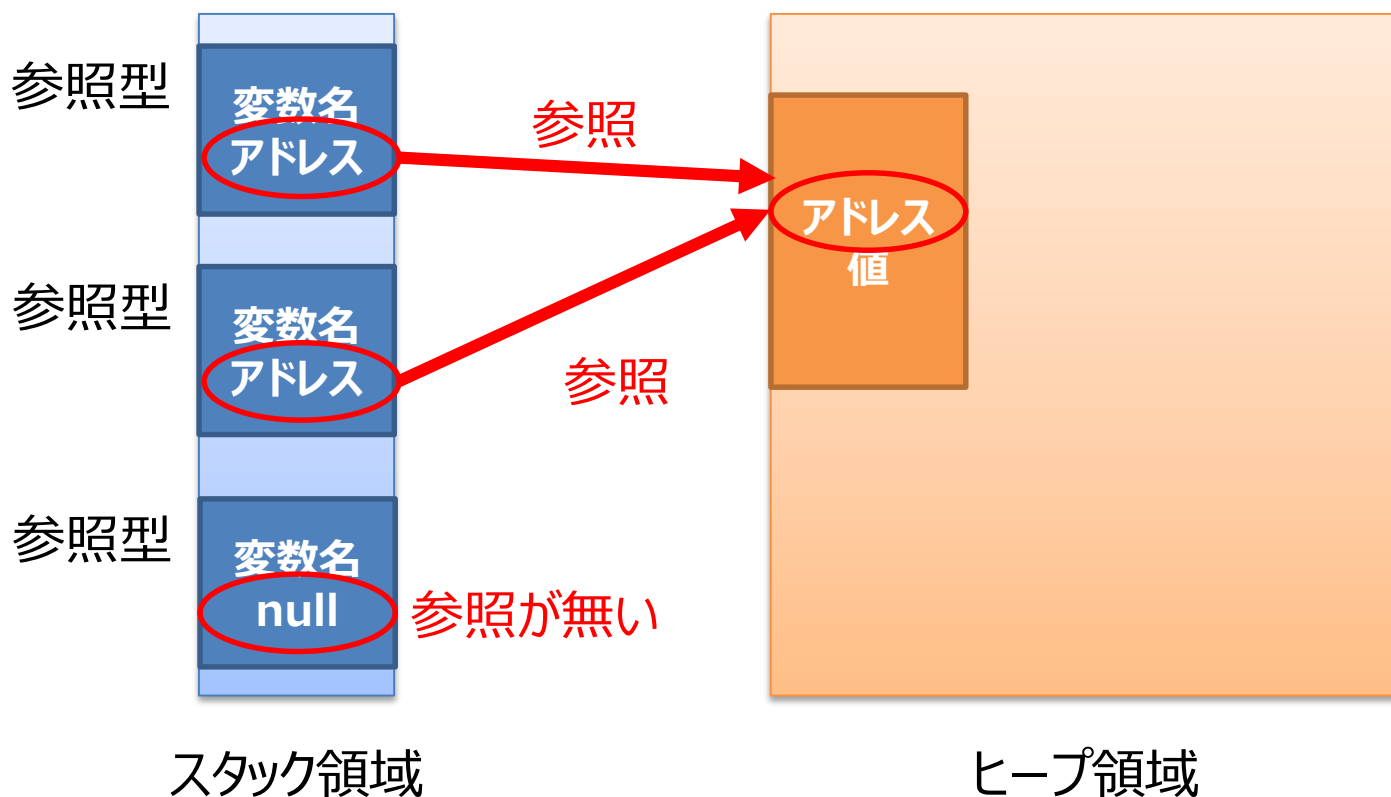 参照型
変数名
アドレス
参照
アドレス
値
参照型
変数名
アドレス
参照
参照型
変数名
null
参照が無い
スタック領域
ヒープ領域